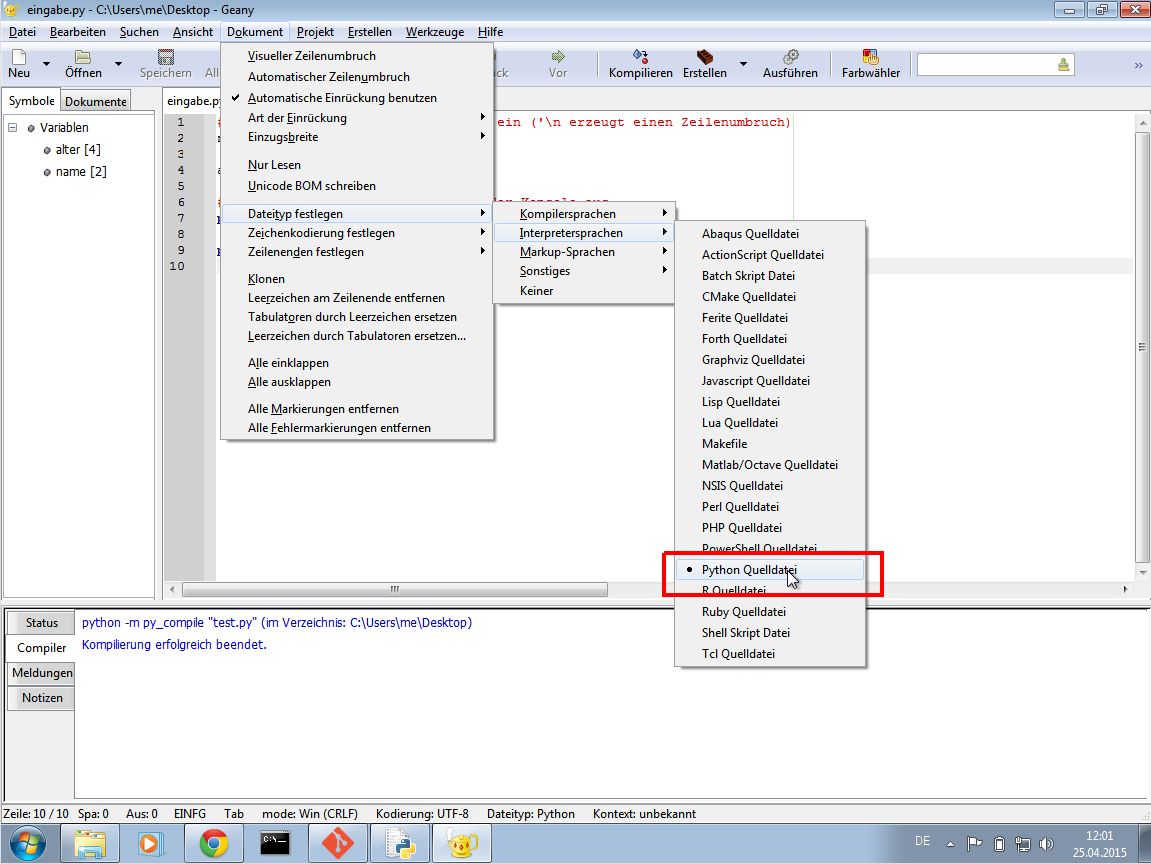 eingabe.py - C:\Users\me\Desktop - Geany
Datei Bearbeiten Suchen Ansicht Dokument Projekt Erstellen Werkzeuge Hilfe
Neu Öffnen Speichern Vor Kompilieren Erstellen Ausführen Farbwähler
Symbole Dokumente
Variablen
alter [4]
name [2]
eingabe.py
1 ein ('\n erzeugt einen Zeilenumbruch)
2
3
4
5
6
7
8
9
10
Visueller Zeilenumbruch
Automatischer Zeilenumbruch
Automatische Einrückung benutzen
Art der Einrückung
Einzugsbreite
Nur Lesen
Unicode BOM schreiben
Dateityp festlegen
Zeichenkodierung festlegen
Zeilenenden festlegen
Klonen
Leerzeichen am Zeilenende entfernen
Tabulatoren durch Leerzeichen ersetzen
Leerzeichen durch Tabulatoren ersetzen...
Alle einklappen
Alle ausklappen
Alle Markierungen entfernen
Alle Fehlermarkierungen entfernen
Kompilersprachen
Interpretersprachen
Markup-Sprachen
Sonstiges
Keiner
Abaqus Quelldatei
ActionScript Quelldatei
Batch Skript Datei
CMake Quelldatei
Ferite Quelldatei
Forth Quelldatei
Graphviz Quelldatei
Javascript Quelldatei
Lisp Quelldatei
Lua Quelldatei
Makefile
Matlab/Octave Quelldatei
NSIS Quelldatei
Perl Quelldatei
PHP Quelldatei
PowerShell Quelldatei
Python Quelldatei
R Quelldatei
Ruby Quelldatei
Shell Skript Datei
Tcl Quelldatei
Status
Compiler
Meldungen
Notizen
python -m py_compile "test.py" (im Verzeichnis: C:\Users\me\Desktop)
Kompilierung erfolgreich beendet.
Zeile: 10 / 10 Spa: 0 Aus: 0 EINFG Tab mode: Win (CRLF) Kodierung: UTF-8 Dateityp: Python Kontext: unbekannt
DE
12:01
25.04.2015